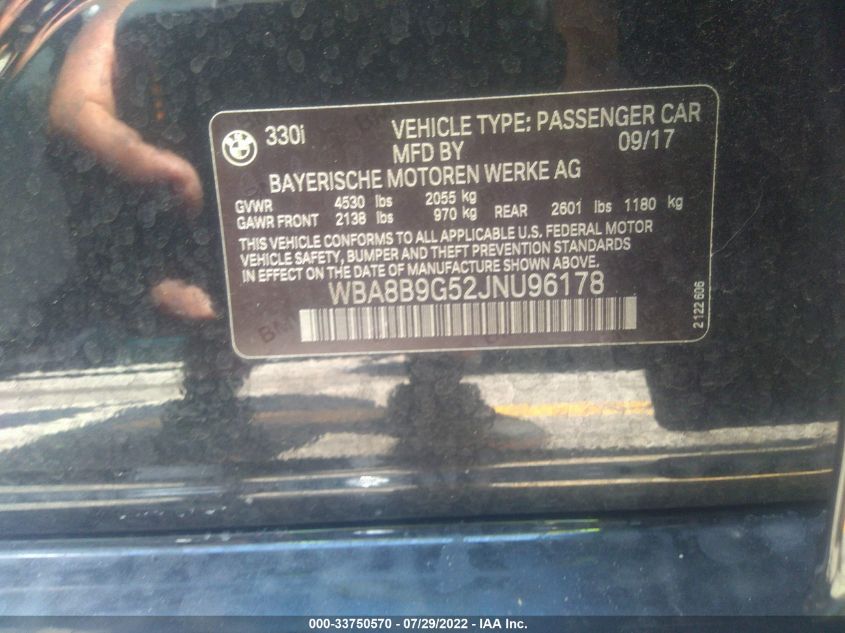 330i VEHICLE TYPE: PASSENGER CAR
MFD BY 09/17
BAYERISCHE MOTOREN WERKE AG
GVWR 4530 lbs 2055 kg
GAWR FRONT 2138 lbs 970 kg REAR 2601 lbs 1180 kg
THIS VEHICLE CONFORMS TO ALL APPLICABLE U.S. FEDERAL MOTOR
VEHICLE SAFETY, BUMPER AND THEFT PREVENTION STANDARDS
IN EFFECT ON THE DATE OF MANUFACTURE SHOWN ABOVE
WBA8B9G52JNU96178
2 122 606
000-33750570 - 07/29/2022 - IAA Inc.